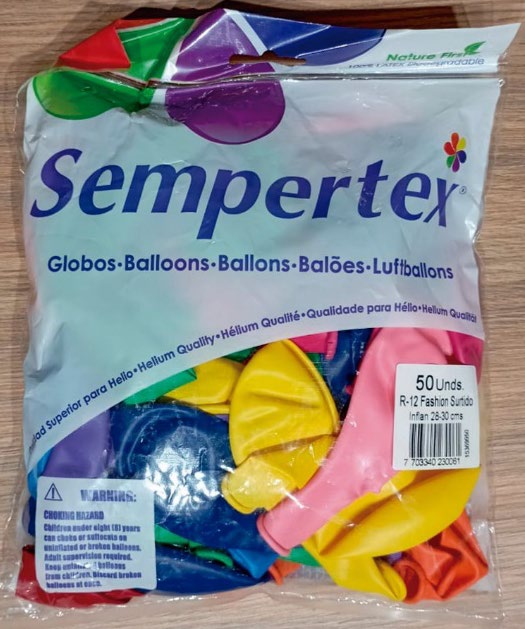 Nature First
100% LATEX Biodegradable
Sempertex®
Globos•Balloons•Ballons•Balões•Luftballons
Superior para Helio•Helium Quality•Hélium Qualité•Qualidade para Hélio•Helium Qualität
50 Unds.
R-12 Fashion Surtido
Inflan 28-30 cms
7 703340 230061
WARNING:
CHOKING HAZARD
Children under eight (8) years
can choke or suffocate on
uninflated or broken balloons.
Adult supervision required.
Keep uninflated balloons
from children. Discard broken
balloons at once.